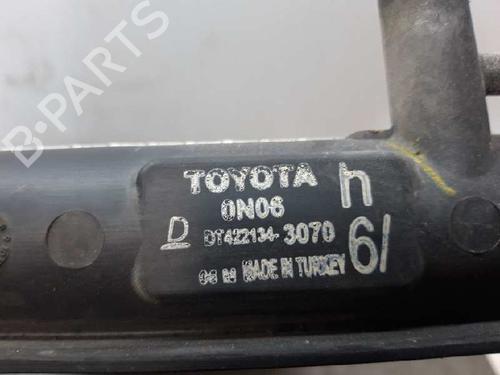 B-PARTS
TOYOTA
h
0N06
D
DT422134-3070
6/
MADE IN TURKEY